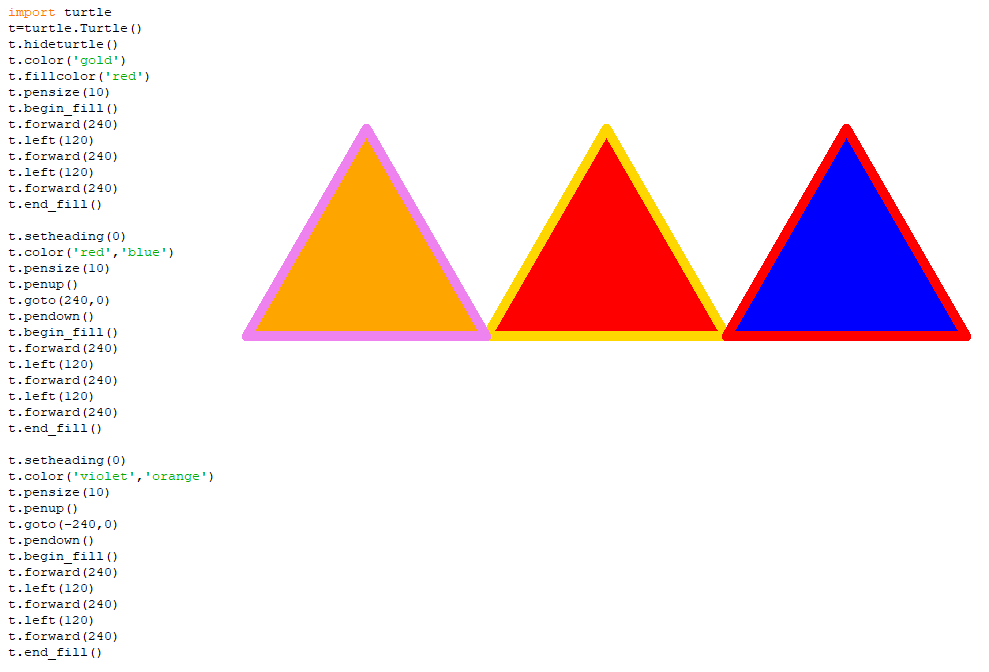 import turtle
t=turtle.Turtle()
t.hideturtle()
t.color('gold')
t.fillcolor('red')
t.pensize(10)
t.begin_fill()
t.forward(240)
t.left(120)
t.forward(240)
t.left(120)
t.forward(240)
t.end_fill()

t.setheading(0)
t.color('red','blue')
t.pensize(10)
t.penup()
t.goto(240,0)
t.pendown()
t.begin_fill()
t.forward(240)
t.left(120)
t.forward(240)
t.left(120)
t.forward(240)
t.end_fill()

t.setheading(0)
t.color('violet','orange')
t.pensize(10)
t.penup()
t.goto(-240,0)
t.pendown()
t.begin_fill()
t.forward(240)
t.left(120)
t.forward(240)
t.left(120)
t.forward(240)
t.end_fill()